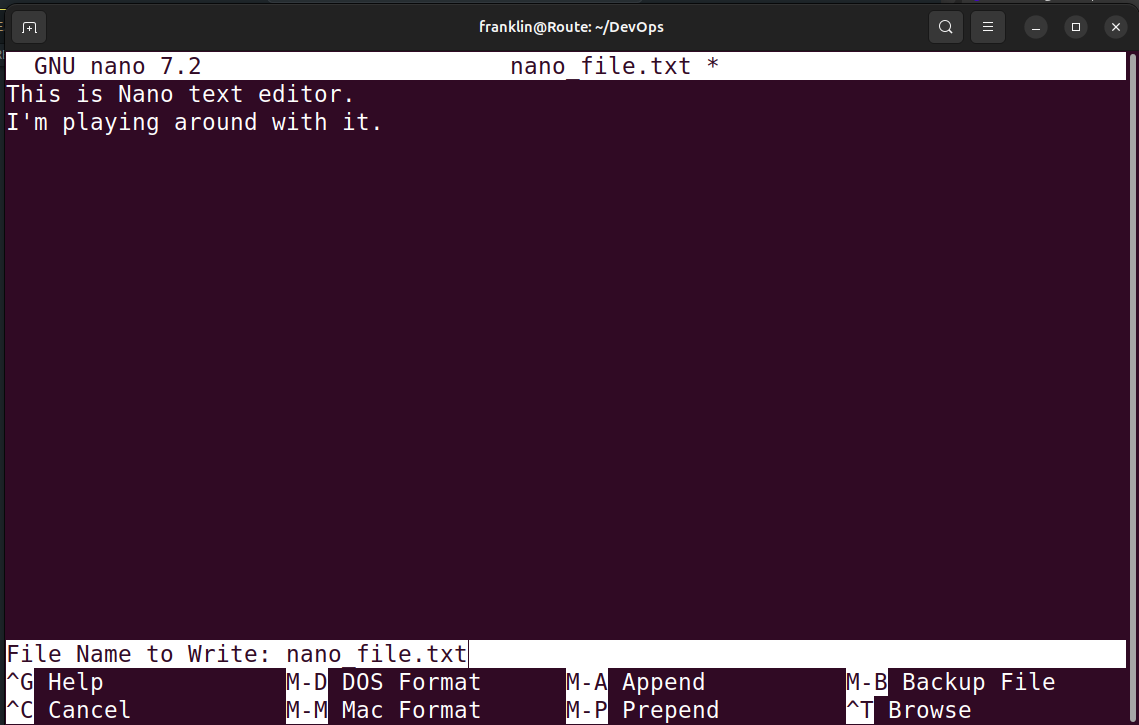 franklin@Route: ~/DevOps
GNU nano 7.2 nano_file.txt *
This is Nano text editor.
I'm playing around with it.
File Name to Write: nano_file.txt
^G Help M-D DOS Format M-A Append M-B Backup File
^C Cancel M-M Mac Format M-P Prepend ^T Browse